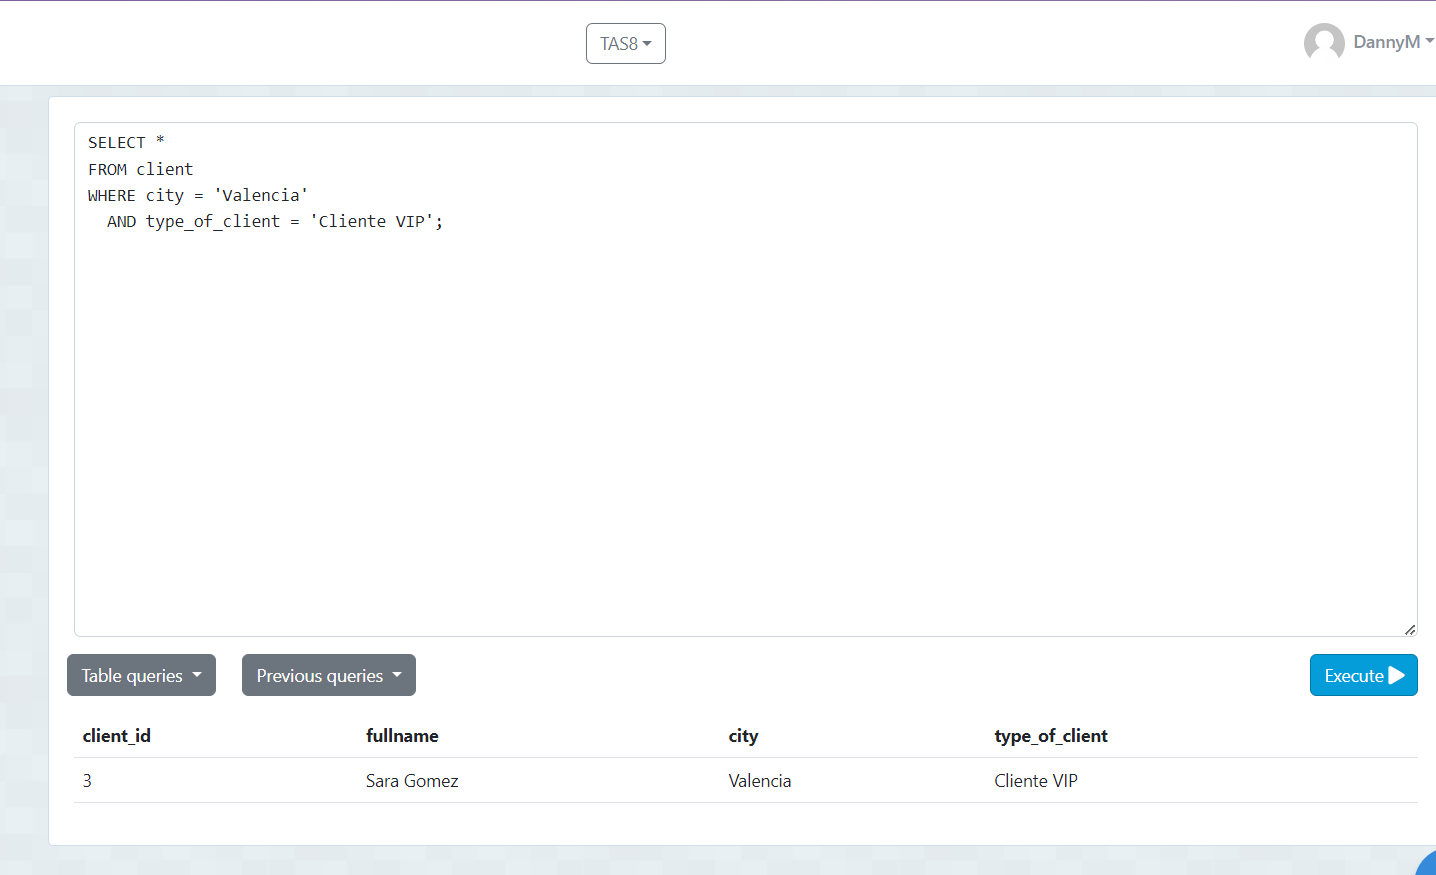 TAS8
DannyM
SELECT *
FROM client
WHERE city = 'Valencia'
  AND type_of_client = 'Cliente VIP';
Table queries
Previous queries
Execute
client_id fullname city type_of_client
3 Sara Gomez Valencia Cliente VIP